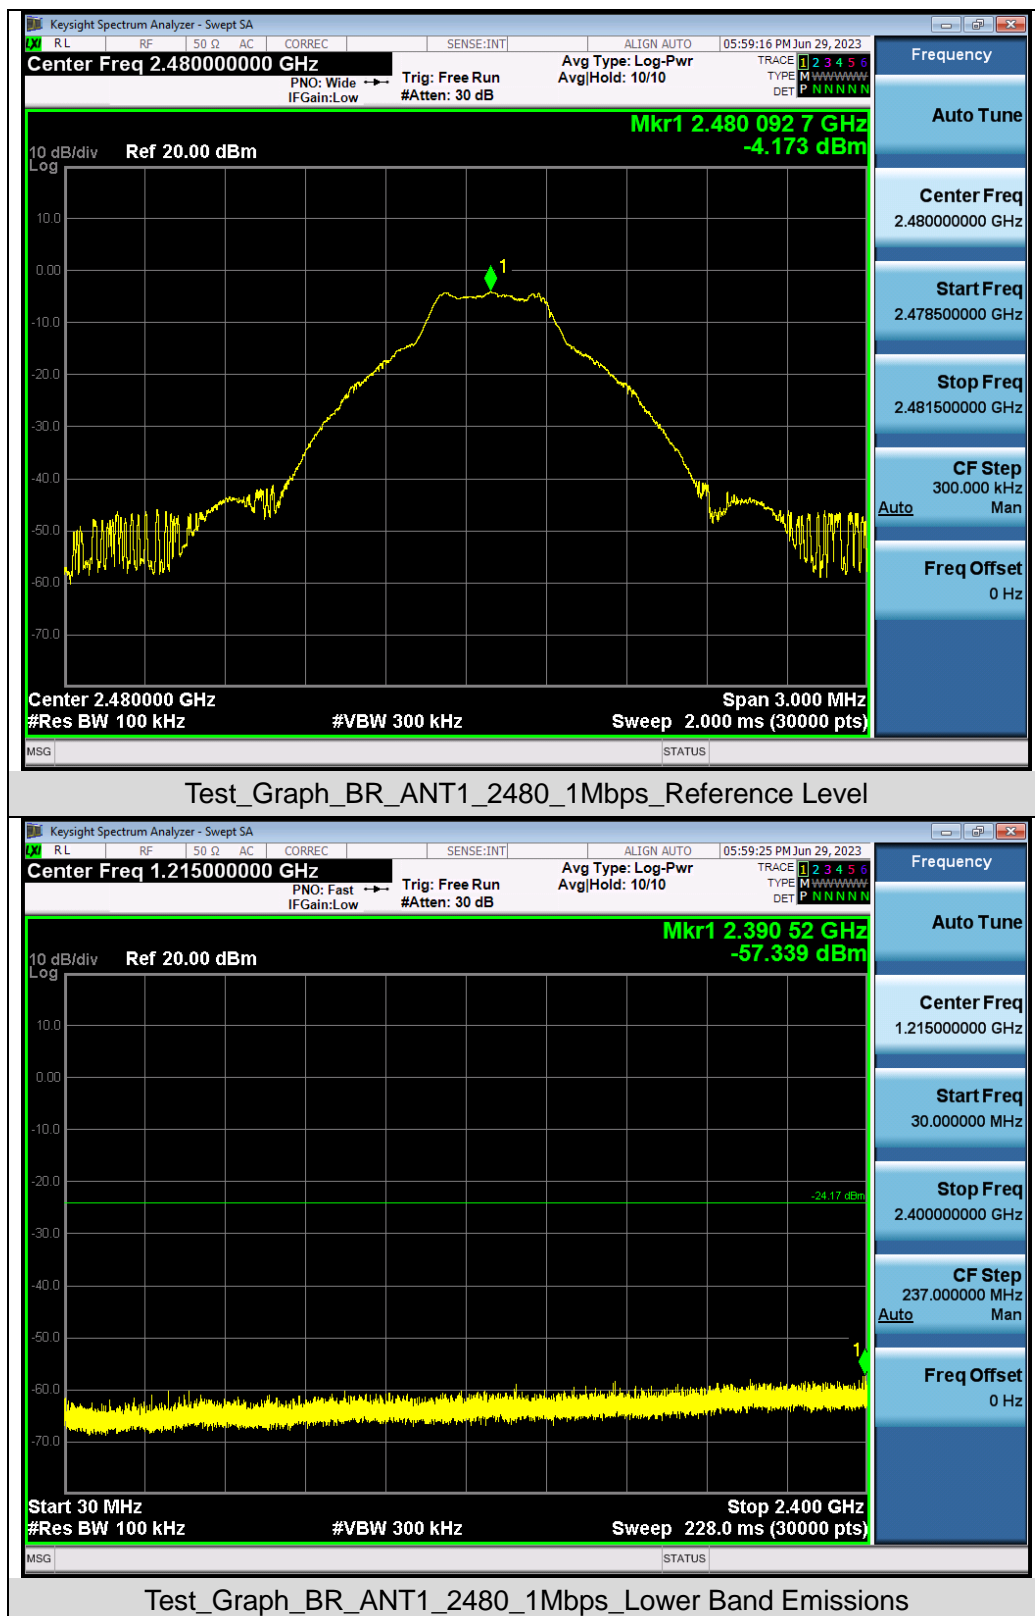 Keysight Spectrum Analyzer - Swept SA
LXI RL RF 50 Ω AC CORREC SENSE:INT ALIGN AUTO 05:59:16 PM Jun 29, 2023
Center Freq 2.480000000 GHz
PNO: Wide
IFGain:Low
Trig: Free Run
#Atten: 30 dB
Avg Type: Log-Pwr
Avg|Hold: 10/10
TRACE 1 2 3 4 5 6
TYPE M WWWWW
DET P N N N N N
Mkr1 2.480 092 7 GHz
-4.173 dBm
10 dB/div Ref 20.00 dBm
Log
10.0
0.00
-10.0
-20.0
-30.0
-40.0
-50.0
-60.0
-70.0
1
Center 2.480000 GHz Span 3.000 MHz
#Res BW 100 kHz #VBW 300 kHz Sweep 2.000 ms (30000 pts)
MSG STATUS
Frequency
Auto Tune
Center Freq
2.480000000 GHz
Start Freq
2.478500000 GHz
Stop Freq
2.481500000 GHz
CF Step
300.000 kHz
Auto Man
Freq Offset
0 Hz
Test_Graph_BR_ANT1_2480_1Mbps_Reference Level
Keysight Spectrum Analyzer - Swept SA
LXI RL RF 50 Ω AC CORREC SENSE:INT ALIGN AUTO 05:59:25 PM Jun 29, 2023
Center Freq 1.215000000 GHz
PNO: Fast
IFGain:Low
Trig: Free Run
#Atten: 30 dB
Avg Type: Log-Pwr
Avg|Hold: 10/10
TRACE 1 2 3 4 5 6
TYPE M WWWWW
DET P N N N N N
Mkr1 2.390 52 GHz
-57.339 dBm
10 dB/div Ref 20.00 dBm
Log
10.0
0.00
-10.0
-20.0
-30.0
-40.0
-50.0
-60.0
-70.0
-24.17 dBm
1
Start 30 MHz Stop 2.400 GHz
#Res BW 100 kHz #VBW 300 kHz Sweep 228.0 ms (30000 pts)
MSG STATUS
Frequency
Auto Tune
Center Freq
1.215000000 GHz
Start Freq
30.000000 MHz
Stop Freq
2.400000000 GHz
CF Step
237.000000 MHz
Auto Man
Freq Offset
0 Hz
Test_Graph_BR_ANT1_2480_1Mbps_Lower Band Emissions